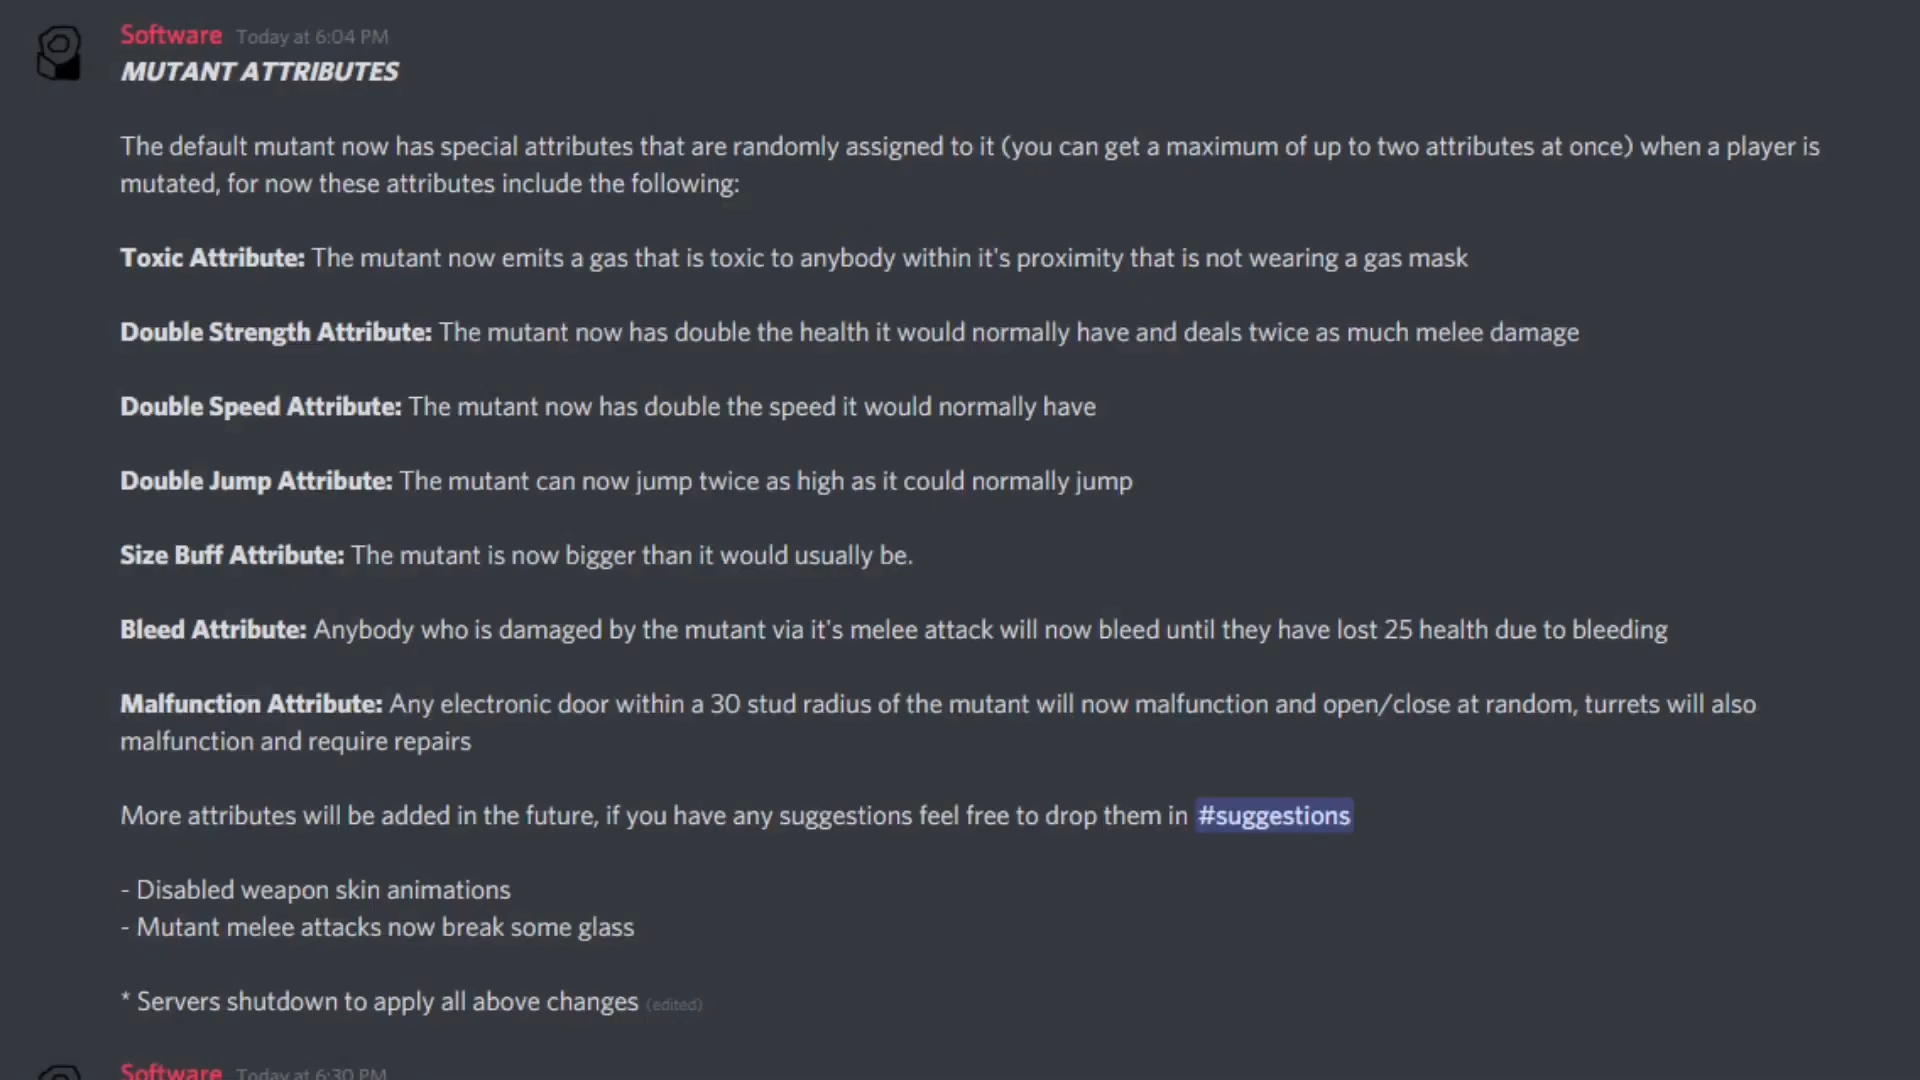 Software Today at 6:04 PM
MUTANT ATTRIBUTES
The default mutant now has special attributes that are randomly assigned to it (you can get a maximum of up to two attributes at once) when a player is
mutated, for now these attributes include the following:
Toxic Attribute: The mutant now emits a gas that is toxic to anybody within it's proximity that is not wearing a gas mask
Double Strength Attribute: The mutant now has double the health it would normally have and deals twice as much melee damage
Double Speed Attribute: The mutant now has double the speed it would normally have
Double Jump Attribute: The mutant can now jump twice as high as it could normally jump
Size Buff Attribute: The mutant is now bigger than it would usually be.
Bleed Attribute: Anybody who is damaged by the mutant via it's melee attack will now bleed until they have lost 25 health due to bleeding
Malfunction Attribute: Any electronic door within a 30 stud radius of the mutant will now malfunction and open/close at random, turrets will also
malfunction and require repairs
More attributes will be added in the future, if you have any suggestions feel free to drop them in #suggestions
- Disabled weapon skin animations
- Mutant melee attacks now break some glass
* Servers shutdown to apply all above changes (edited)
Software Today at 6:30 PM